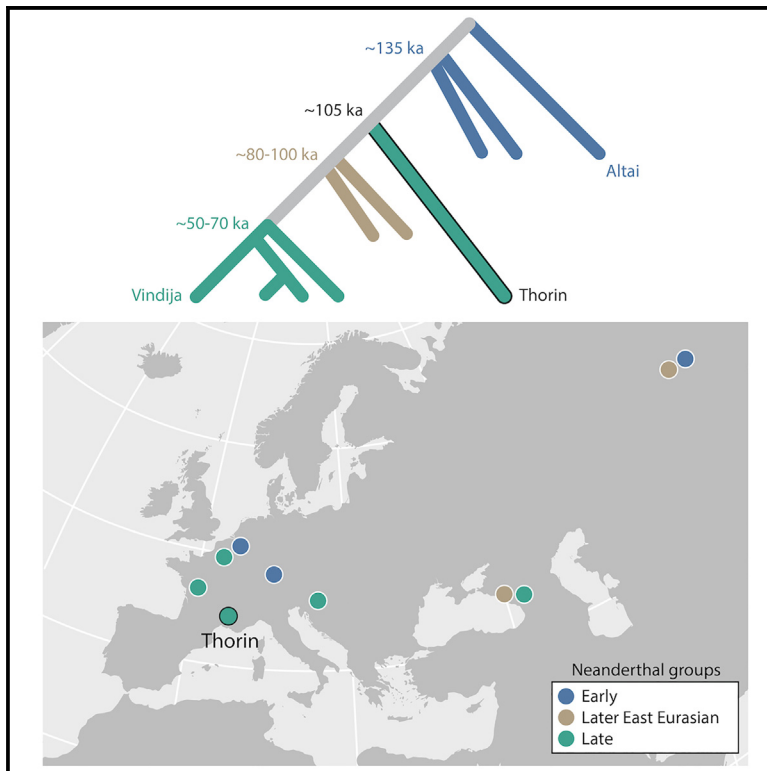 ~135 ka
~105 ka
~80-100 ka
Altai
~50-70 ka
Vindija
Thorin
Thorin
Neanderthal groups
Early
Later East Eurasian
Late